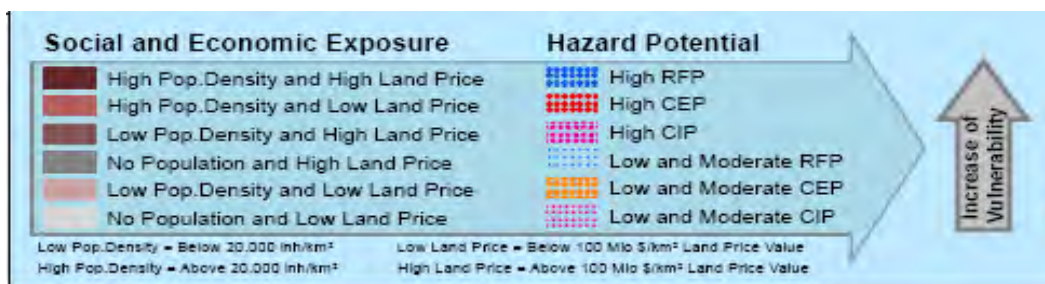 Social and Economic Exposure
High Pop.Density and High Land Price
High Pop.Density and Low Land Price
Low Pop.Density and High Land Price
No Population and High Land Price
Low Pop.Density and Low Land Price
No Population and Low Land Price
Hazard Potential
High RFP
High CEP
High CIP
Low and Moderate RFP
Low and Moderate CEP
Low and Moderate CIP
Increase of
Vulnerability
Low Pop.Density = Below 20.000 Inh/km²
High Pop.Density = Above 20.000 Inh/km²
Low Land Price = Below 100 Mio $/km² Land Price Value
High Land Price = Above 100 Mio $/km² Land Price Value